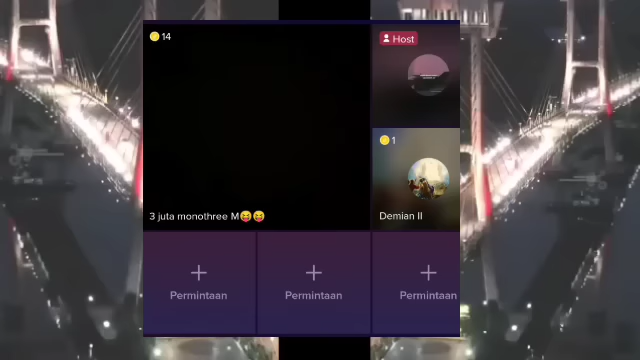 14
Host
1
3 juta monothree M😝😝
Demian II
Permintaan
Permintaan
Permintaan